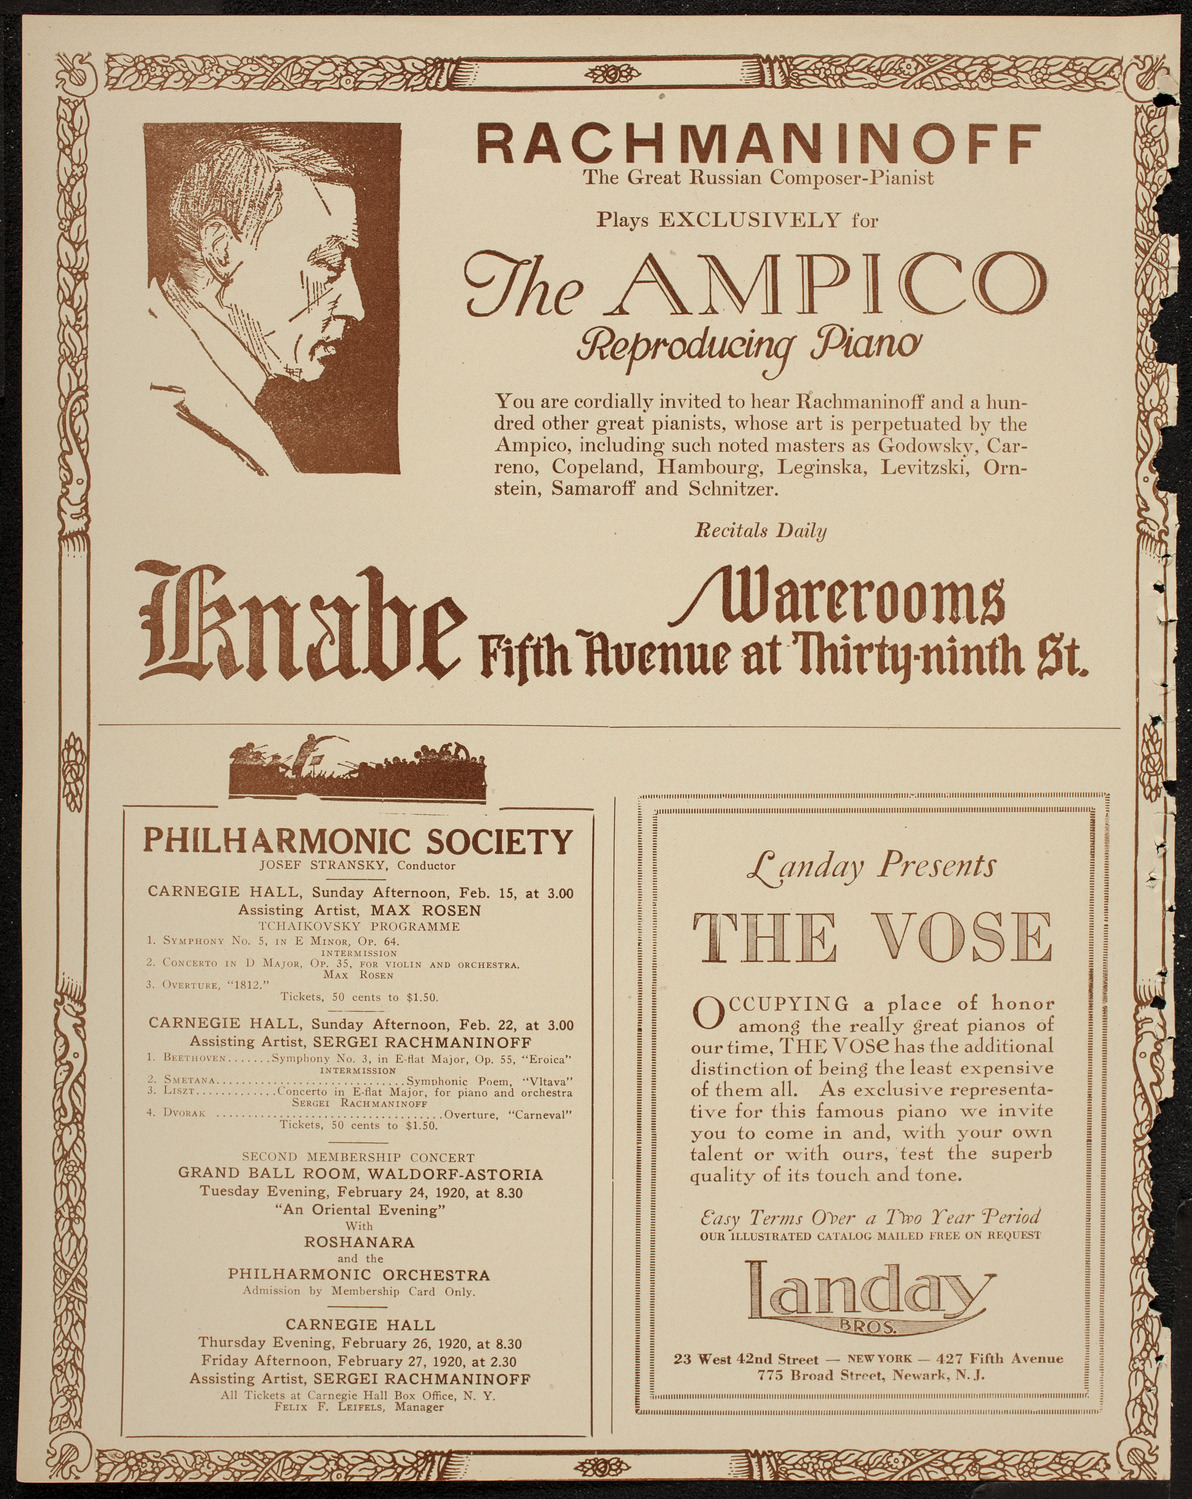 RACHMANINOFF
The Great Russian Composer-Pianist
Plays EXCLUSIVELY for
The AMPICO
Reproducing Piano
You are cordially invited to hear Rachmaninoff and a hun-
dred other great pianists, whose art is perpetuated by the
Ampico, including such noted masters as Godowsky, Car-
reno, Copeland, Hambourg, Leginska, Levitzski, Orn-
stein, Samaroff and Schnitzer.
Recitals Daily
Knabe Warerooms
Fifth Avenue at Thirty-ninth St.
PHILHARMONIC SOCIETY
JOSEF STRANSKY, Conductor
CARNEGIE HALL, Sunday Afternoon, Feb. 15, at 3.00
Assisting Artist, MAX ROSEN
TCHAIKOVSKY PROGRAMME
1. SYMPHONY NO. 5, IN E MINOR, OP. 64.
INTERMISSION
2. CONCERTO IN D MAJOR, OP. 35, FOR VIOLIN AND ORCHESTRA.
MAX ROSEN
3. OVERTURE, "1812."
Tickets, 50 cents to $1.50.
CARNEGIE HALL, Sunday Afternoon, Feb. 22, at 3.00
Assisting Artist, SERGEI RACHMANINOFF
1. BEETHOVEN.......Symphony No. 3, in E-flat Major, Op. 55, "Eroica"
INTERMISSION
2. SMETANA............................Symphonic Poem, "Vltava"
3. LISZT............Concerto in E-flat Major, for piano and orchestra
SERGEI RACHMANINOFF
4. DVORAK ..................................Overture, "Carneval"
Tickets, 50 cents to $1.50.
SECOND MEMBERSHIP CONCERT
GRAND BALL ROOM, WALDORF-ASTORIA
Tuesday Evening, February 24, 1920, at 8.30
"An Oriental Evening"
With
ROSHANARA
and the
PHILHARMONIC ORCHESTRA
Admission by Membership Card Only.
CARNEGIE HALL
Thursday Evening, February 26, 1920, at 8.30
Friday Afternoon, February 27, 1920, at 2.30
Assisting Artist, SERGEI RACHMANINOFF
All Tickets at Carnegie Hall Box Office, N. Y.
FELIX F. LEIFELS, Manager
Landay Presents
THE VOSE
OCCUPYING a place of honor
among the really great pianos of
our time, THE VOSE has the additional
distinction of being the least expensive
of them all. As exclusive representa-
tive for this famous piano we invite
you to come in and, with your own
talent or with ours, test the superb
quality of its touch and tone.
Easy Terms Over a Two Year Period
OUR ILLUSTRATED CATALOG MAILED FREE ON REQUEST
Landay
BROS.
23 West 42nd Street — NEW YORK — 427 Fifth Avenue
775 Broad Street, Newark, N. J.